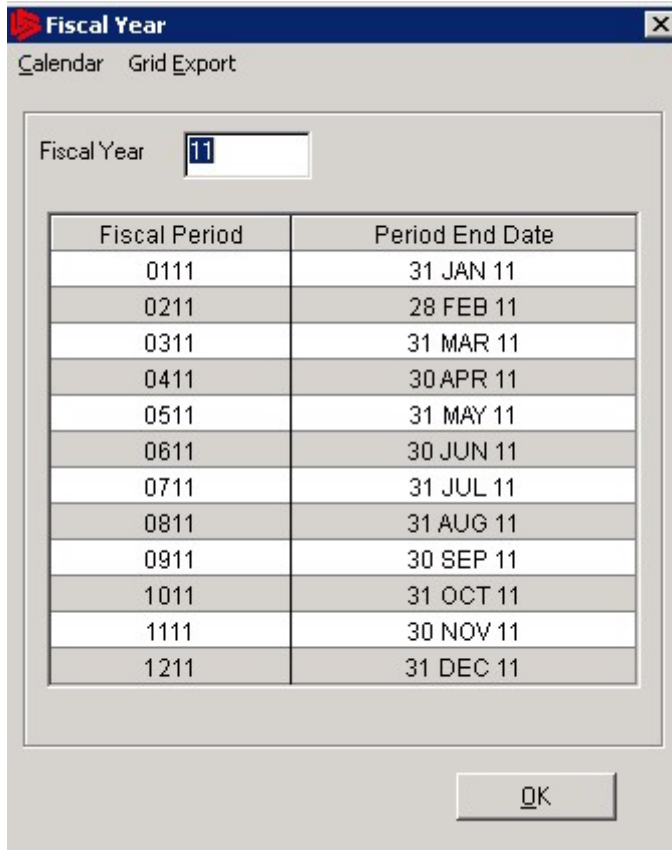 Fiscal Year
Calendar Grid Export
Fiscal Year 11
Fiscal Period Period End Date
0111 31 JAN 11
0211 28 FEB 11
0311 31 MAR 11
0411 30 APR 11
0511 31 MAY 11
0611 30 JUN 11
0711 31 JUL 11
0811 31 AUG 11
0911 30 SEP 11
1011 31 OCT 11
1111 30 NOV 11
1211 31 DEC 11
OK